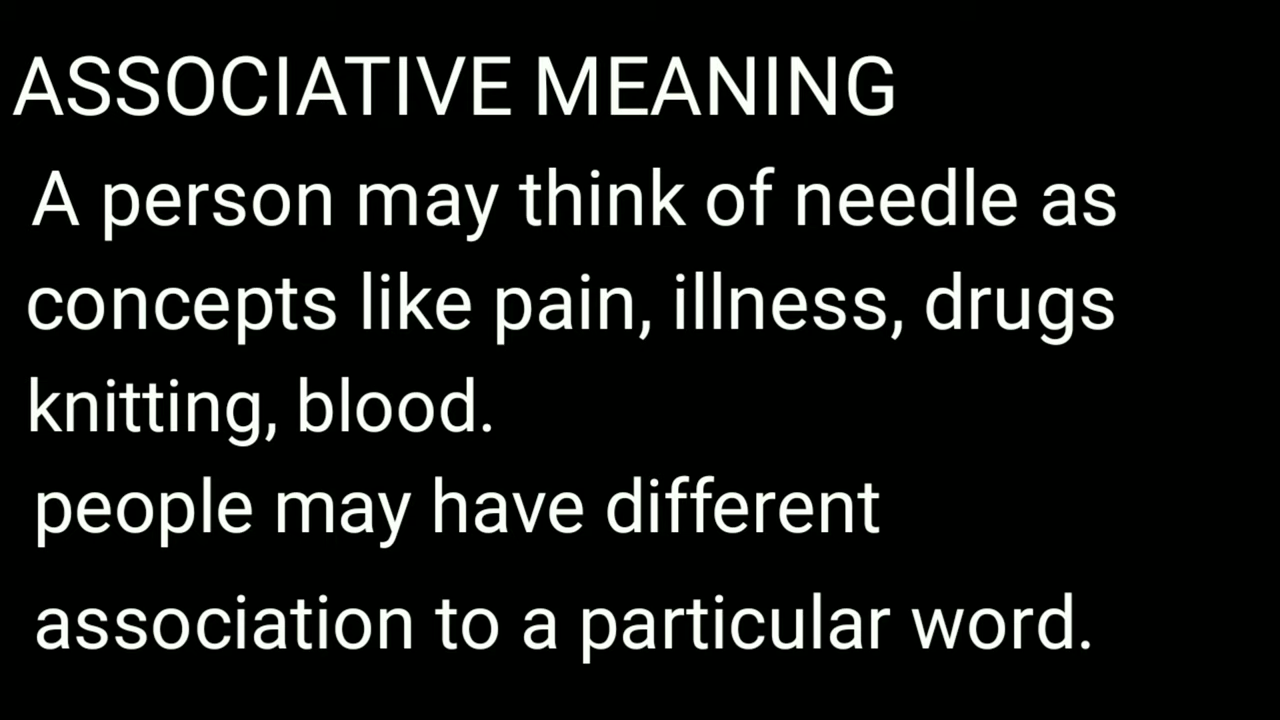 ASSOCIATIVE MEANING
A person may think of needle as
concepts like pain, illness, drugs
knitting, blood.
people may have different
association to a particular word.